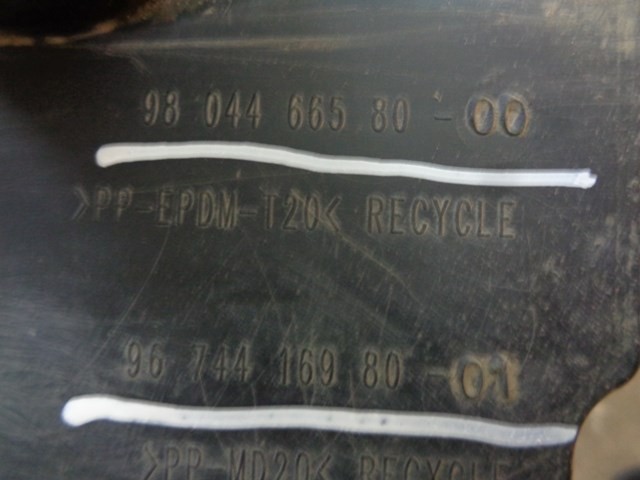 98 044 665 80 - 00
>PP-EPDM-T20< RECYCLE
96 744 169 80 - 01
>PP-MD20< RECYCLE